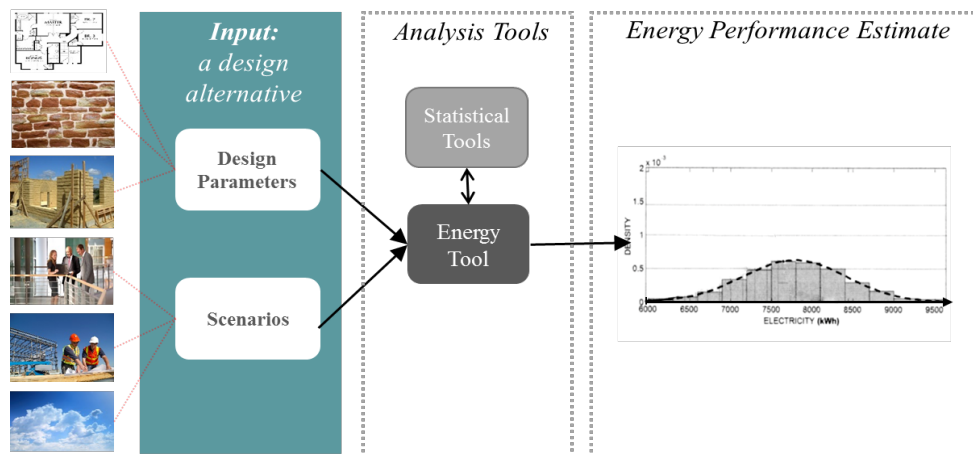 Input:
a design
alternative
Design
Parameters
Scenarios
Analysis Tools
Statistical
Tools
Energy
Tool
Energy Performance Estimate
x 10
2
1.5
1
0.5
0
DENSITY
6000
7000
7500
8000
8500
9000
9500
ELECTRICITY (kWh)